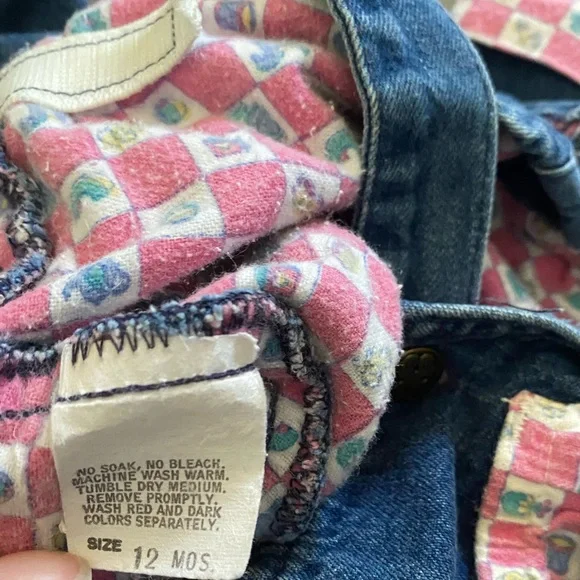 NO SOAK, NO BLEACH.
MACHINE WASH WARM.
TUMBLE DRY MEDIUM.
REMOVE PROMPTLY.
WASH RED AND DARK
COLORS SEPARATELY.
SIZE 12 MOS.